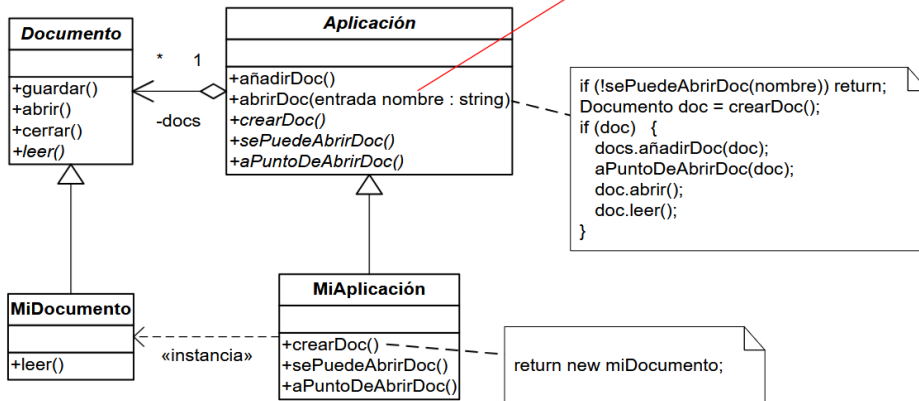 Documento
+guardar()
+abrir()
+cerrar()
+leer()
* 1
-docs
Aplicación
+añadirDoc()
+abrirDoc(entrada nombre : string)
+crearDoc()
+sePuedeAbrirDoc()
+aPuntoDeAbrirDoc()
if (!sePuedeAbrirDoc(nombre)) return;
Documento doc = crearDoc();
if (doc) {
docs.añadirDoc(doc);
aPuntoDeAbrirDoc(doc);
doc.abrir();
doc.leer();
}
MiDocumento
+leer()
«instancia»
MiAplicación
+crearDoc()
+sePuedeAbrirDoc()
+aPuntoDeAbrirDoc()
return new miDocumento;